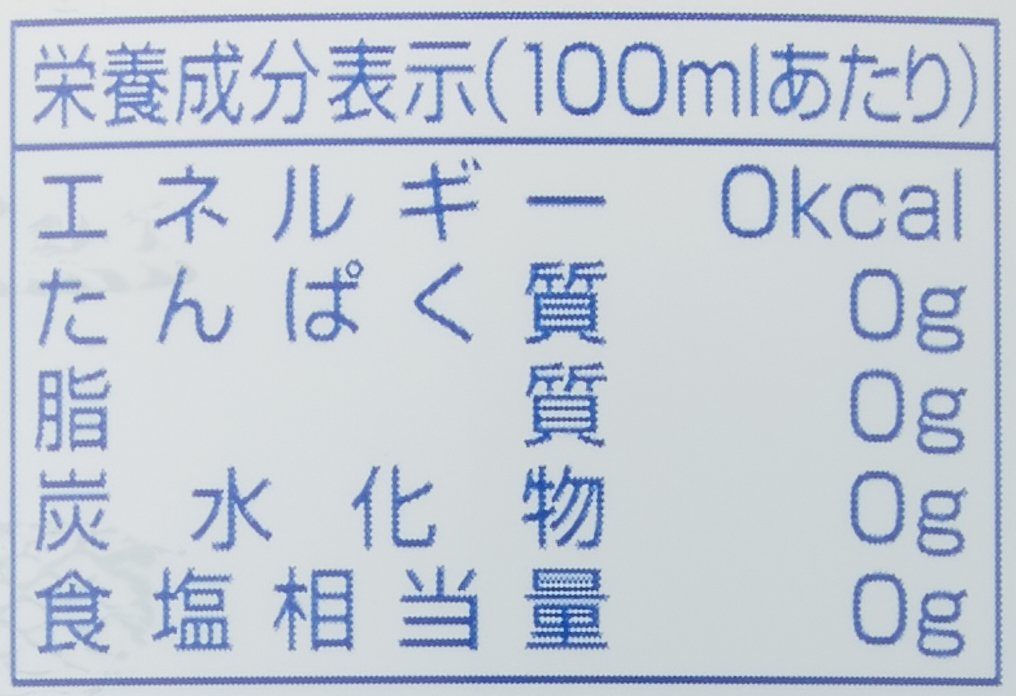 栄養成分表示(100mlあたり)
エネルギー 0kcal
たんぱく質 0g
脂質 0g
炭水化物 0g
食塩相当量 0g